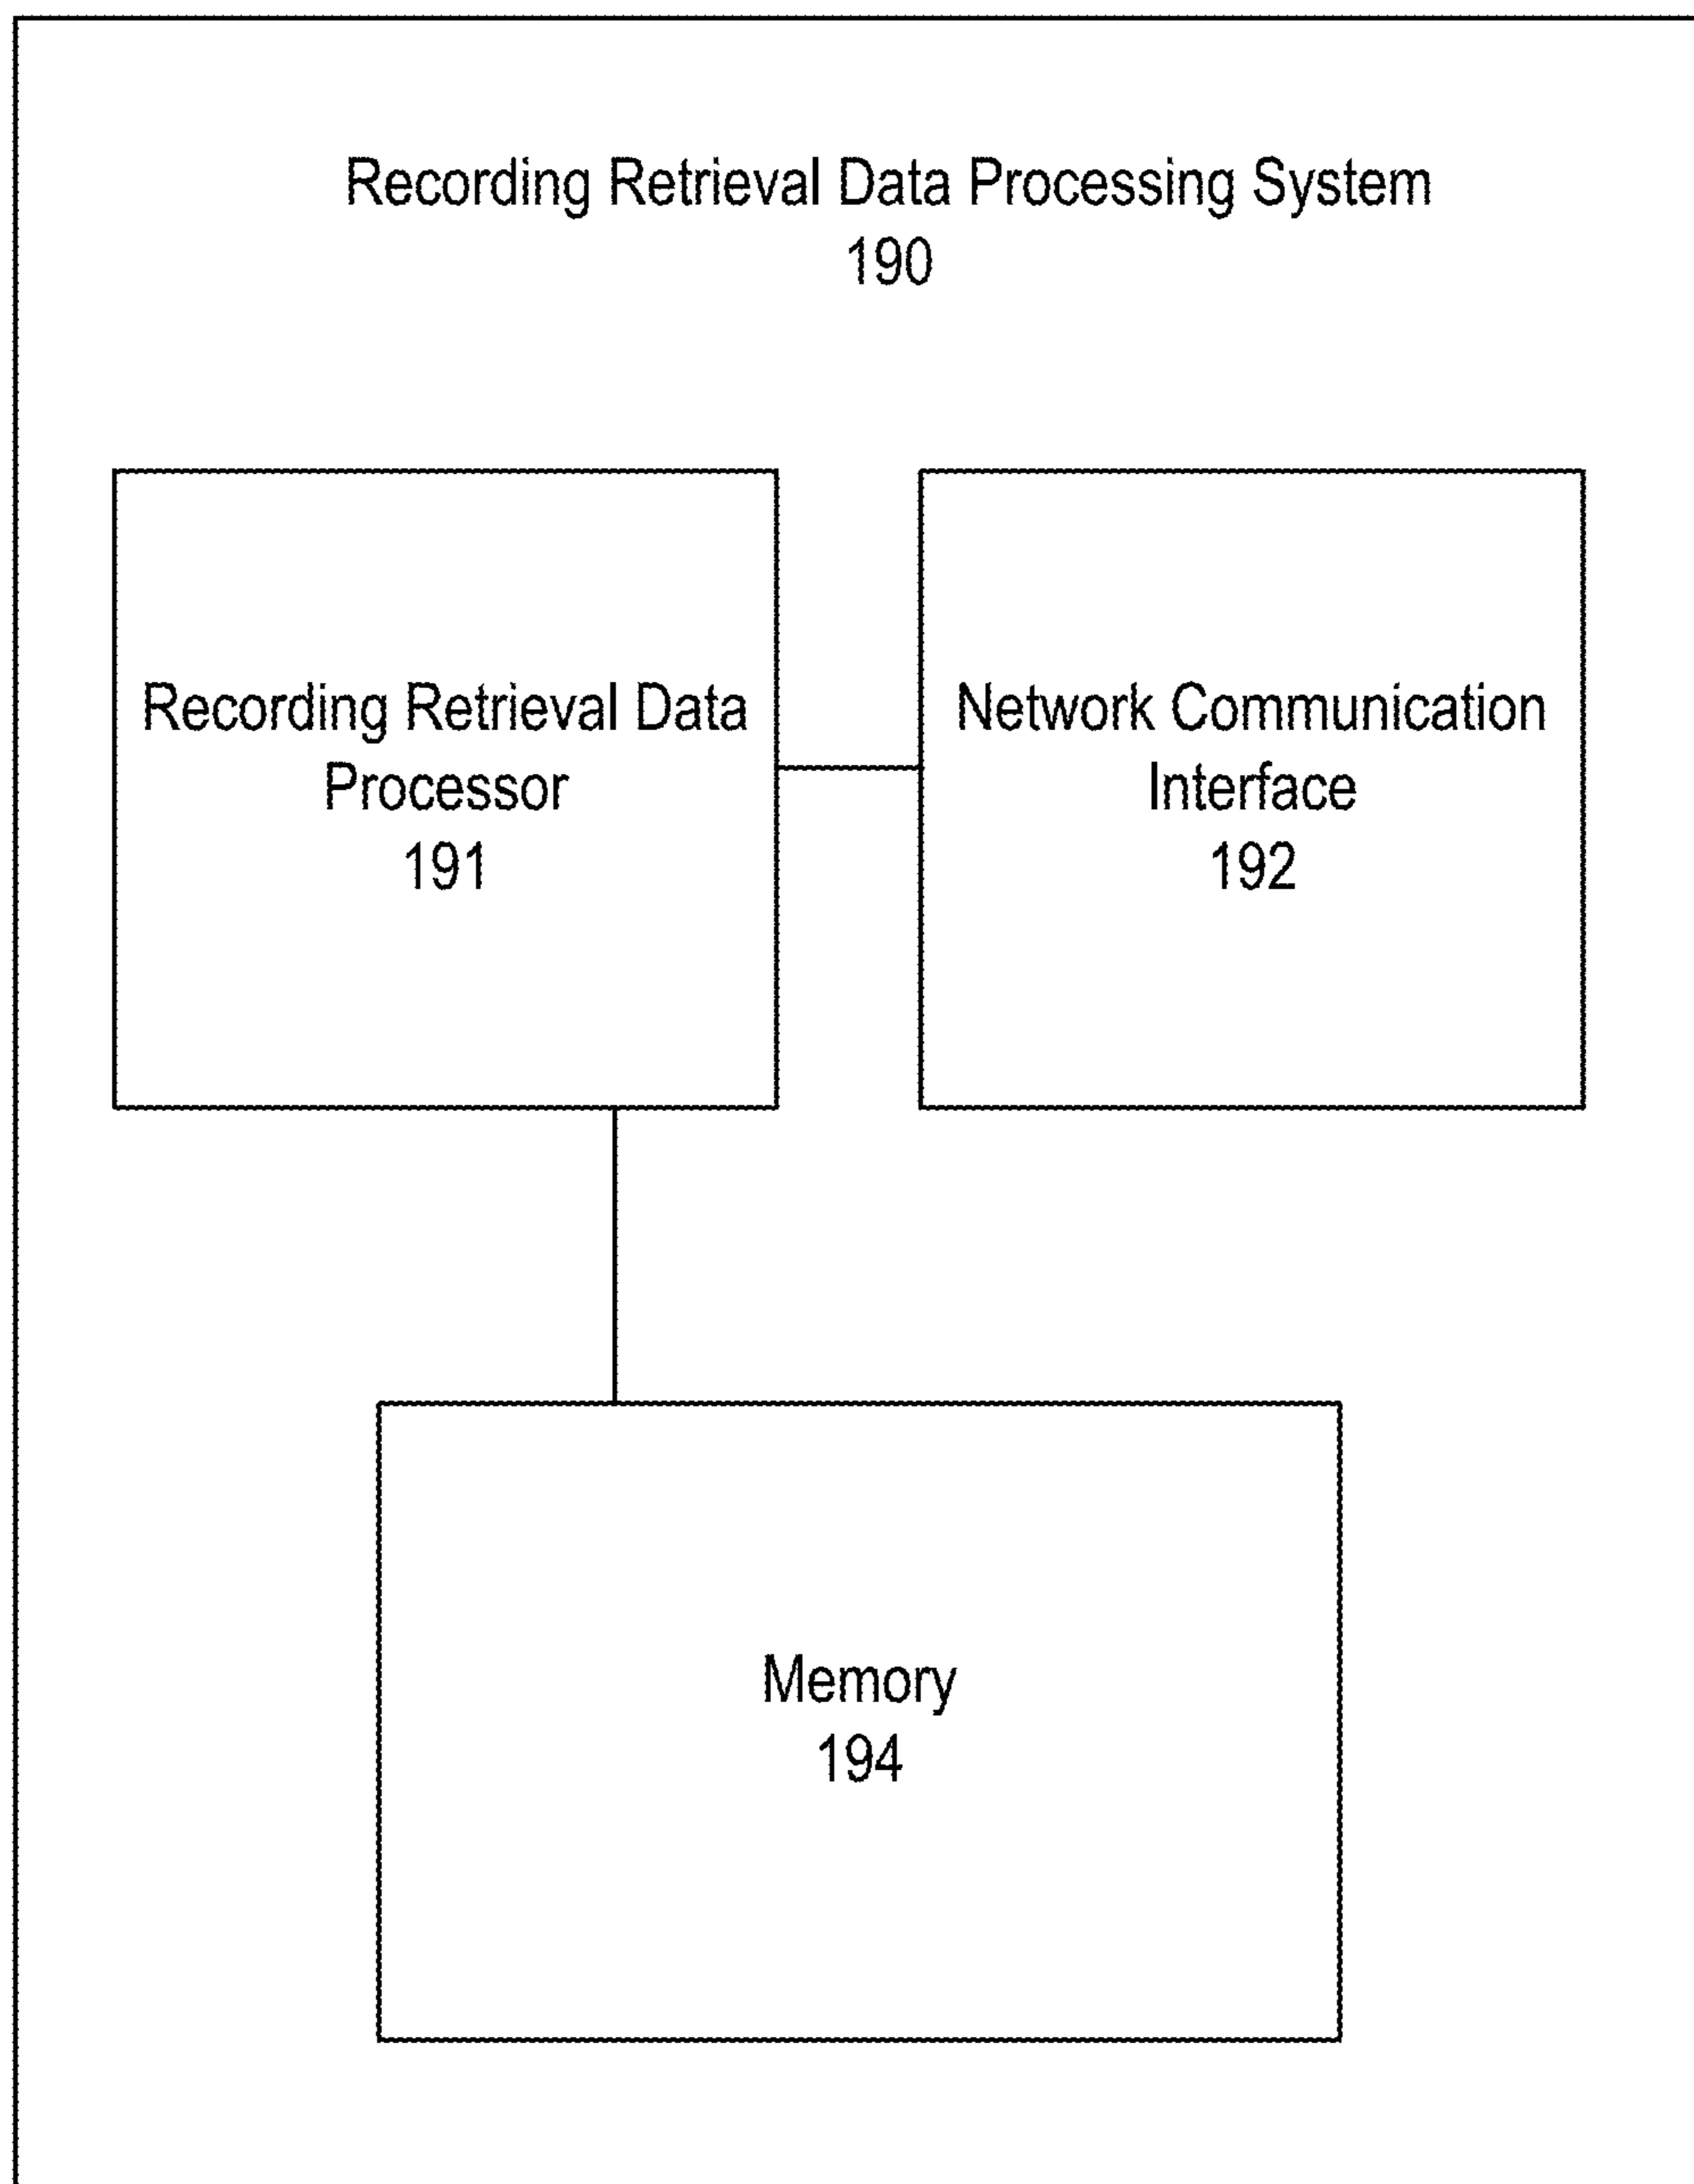 Recording Retrieval Data Processing System
190
Recording Retrieval Data
Processor
191
Network Communication
Interface
192
Memory
194